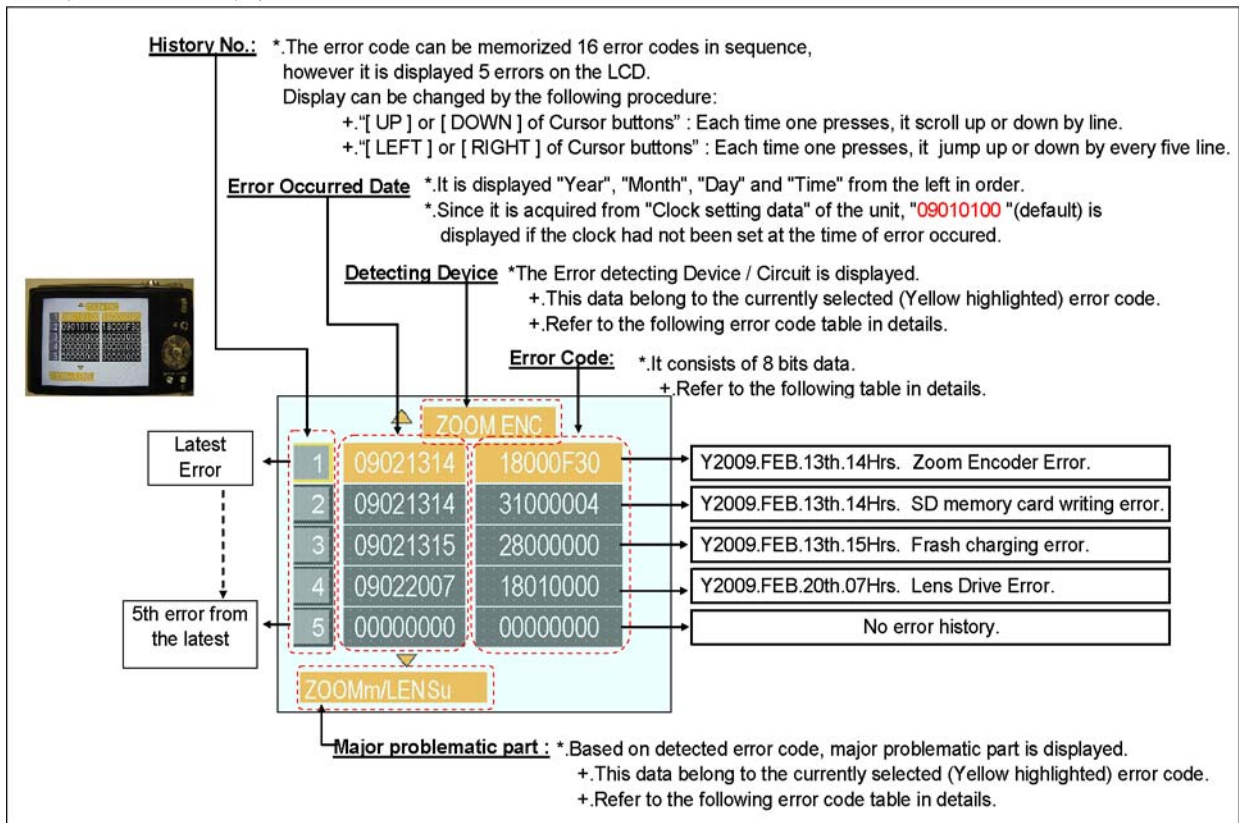 History No.: *.The error code can be memorized 16 error codes in sequence,
however it is displayed 5 errors on the LCD.
Display can be changed by the following procedure:
+."[ UP ] or [ DOWN ] of Cursor buttons" : Each time one presses, it scroll up or down by line.
+."[ LEFT ] or [ RIGHT ] of Cursor buttons" : Each time one presses, it jump up or down by every five line.
Error Occurred Date *.It is displayed "Year", "Month", "Day" and "Time" from the left in order.
*.Since it is acquired from "Clock setting data" of the unit, "09010100 "(default) is
displayed if the clock had not been set at the time of error occured.
Detecting Device *The Error detecting Device / Circuit is displayed.
+.This data belong to the currently selected (Yellow highlighted) error code.
+.Refer to the following error code table in details.
Error Code: *.It consists of 8 bits data.
+.Refer to the following table in details.
ZOOM ENC
Latest
Error
1 09021314 18000F30 Y2009.FEB.13th.14Hrs. Zoom Encoder Error.
2 09021314 31000004 Y2009.FEB.13th.14Hrs. SD memory card writing error.
3 09021315 28000000 Y2009.FEB.13th.15Hrs. Frash charging error.
4 09022007 18010000 Y2009.FEB.20th.07Hrs. Lens Drive Error.
5th error from
the latest
5 00000000 00000000 No error history.
ZOOMm/LENSu
Major problematic part : *.Based on detected error code, major problematic part is displayed.
+.This data belong to the currently selected (Yellow highlighted) error code.
+.Refer to the following error code table in details.